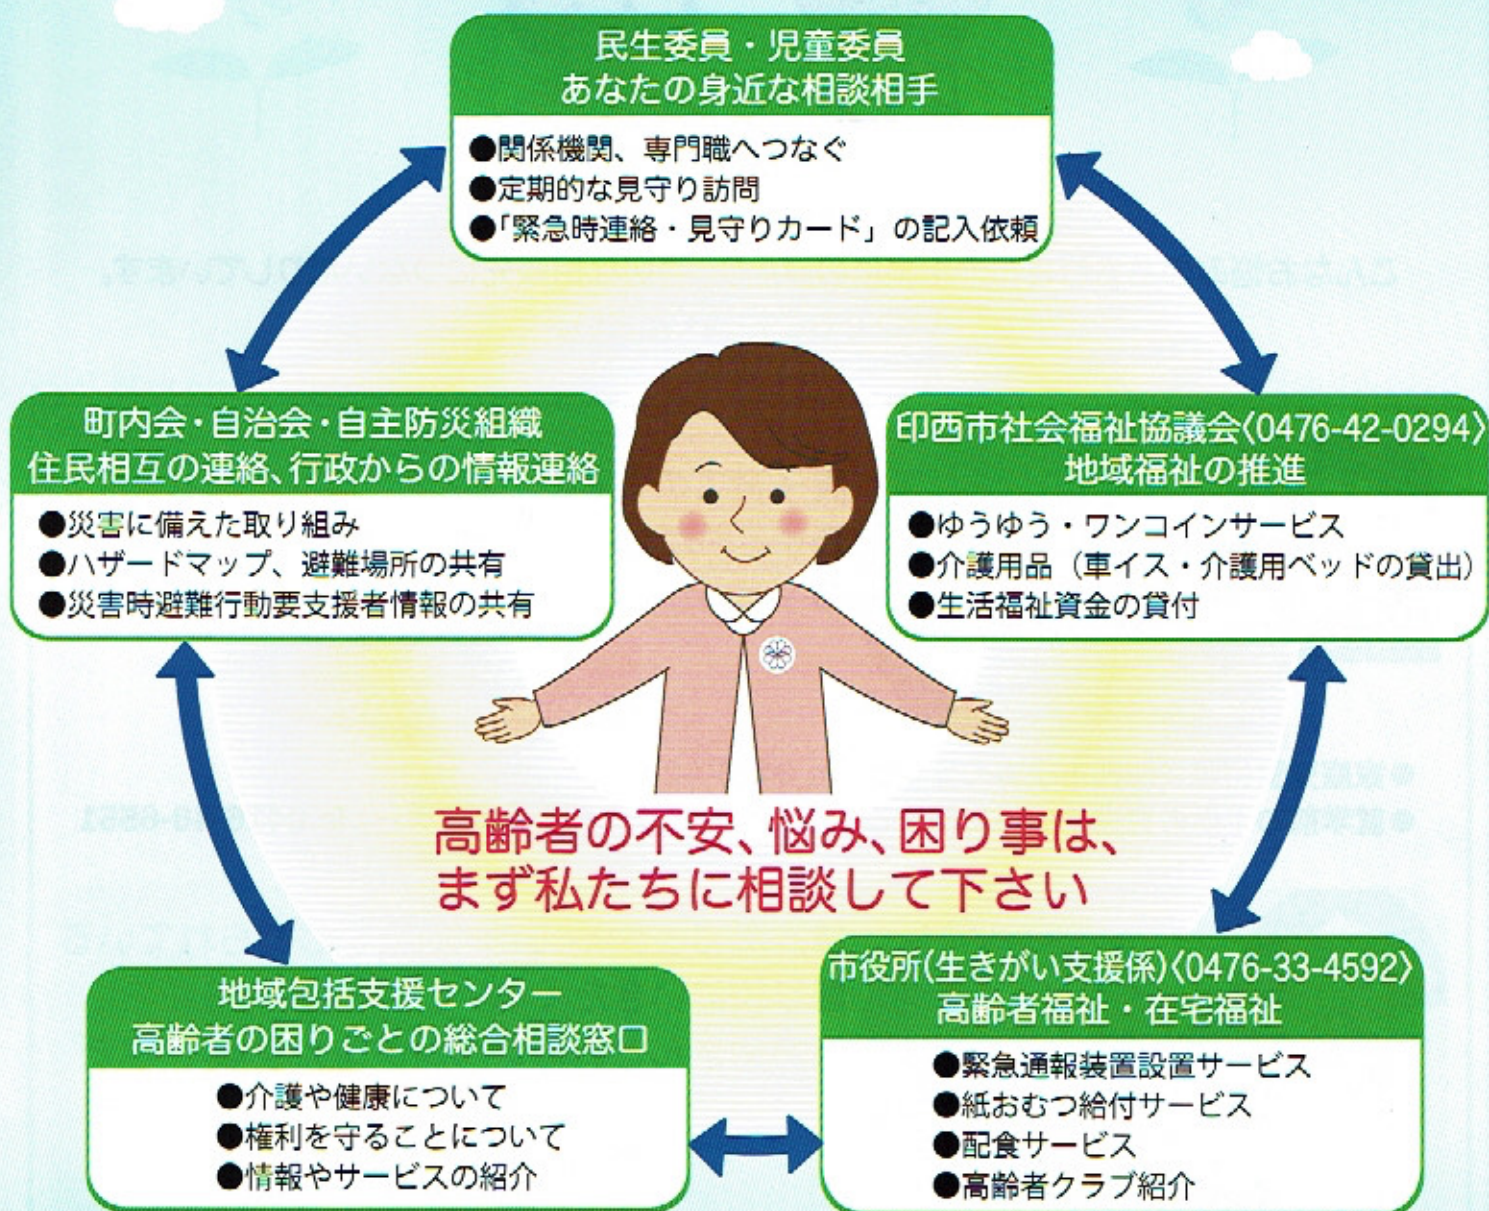 民生委員・児童委員
あなたの身近な相談相手
●関係機関、専門職へつなぐ
●定期的な見守り訪問
●「緊急時連絡・見守りカード」の記入依頼
町内会・自治会・自主防災組織
住民相互の連絡、行政からの情報連絡
●災害に備えた取り組み
●ハザードマップ、避難場所の共有
●災害時避難行動要支援者情報の共有
印西市社会福祉協議会〈0476-42-0294〉
地域福祉の推進
●ゆうゆう・ワンコインサービス
●介護用品（車イス・介護用ベッドの貸出）
●生活福祉資金の貸付
高齢者の不安、悩み、困り事は、
まず私たちに相談して下さい
地域包括支援センター
高齢者の困りごとの総合相談窓口
●介護や健康について
●権利を守ることについて
●情報やサービスの紹介
市役所(生きがい支援係)〈0476-33-4592〉
高齢者福祉・在宅福祉
●緊急通報装置設置サービス
●紙おむつ給付サービス
●配食サービス
●高齢者クラブ紹介